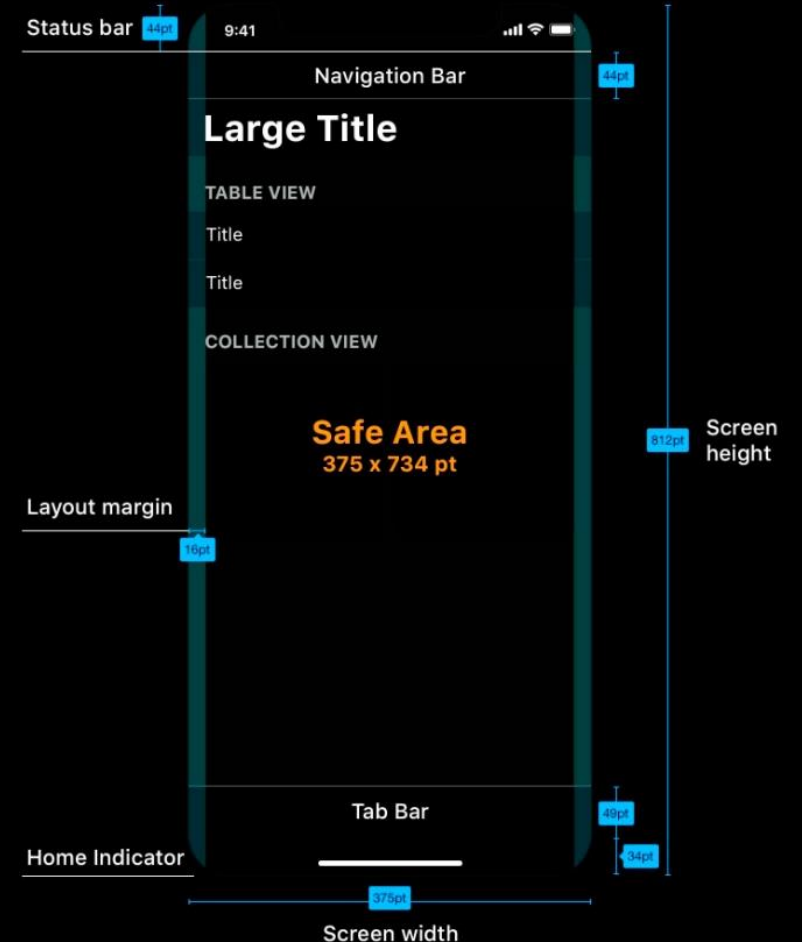 Status bar
44pt
9:41
Navigation Bar
44pt
Large Title
TABLE VIEW
Title
Title
COLLECTION VIEW
Safe Area
375 x 734 pt
812pt
Screen
height
Layout margin
16pt
Tab Bar
49pt
Home Indicator
34pt
375pt
Screen width